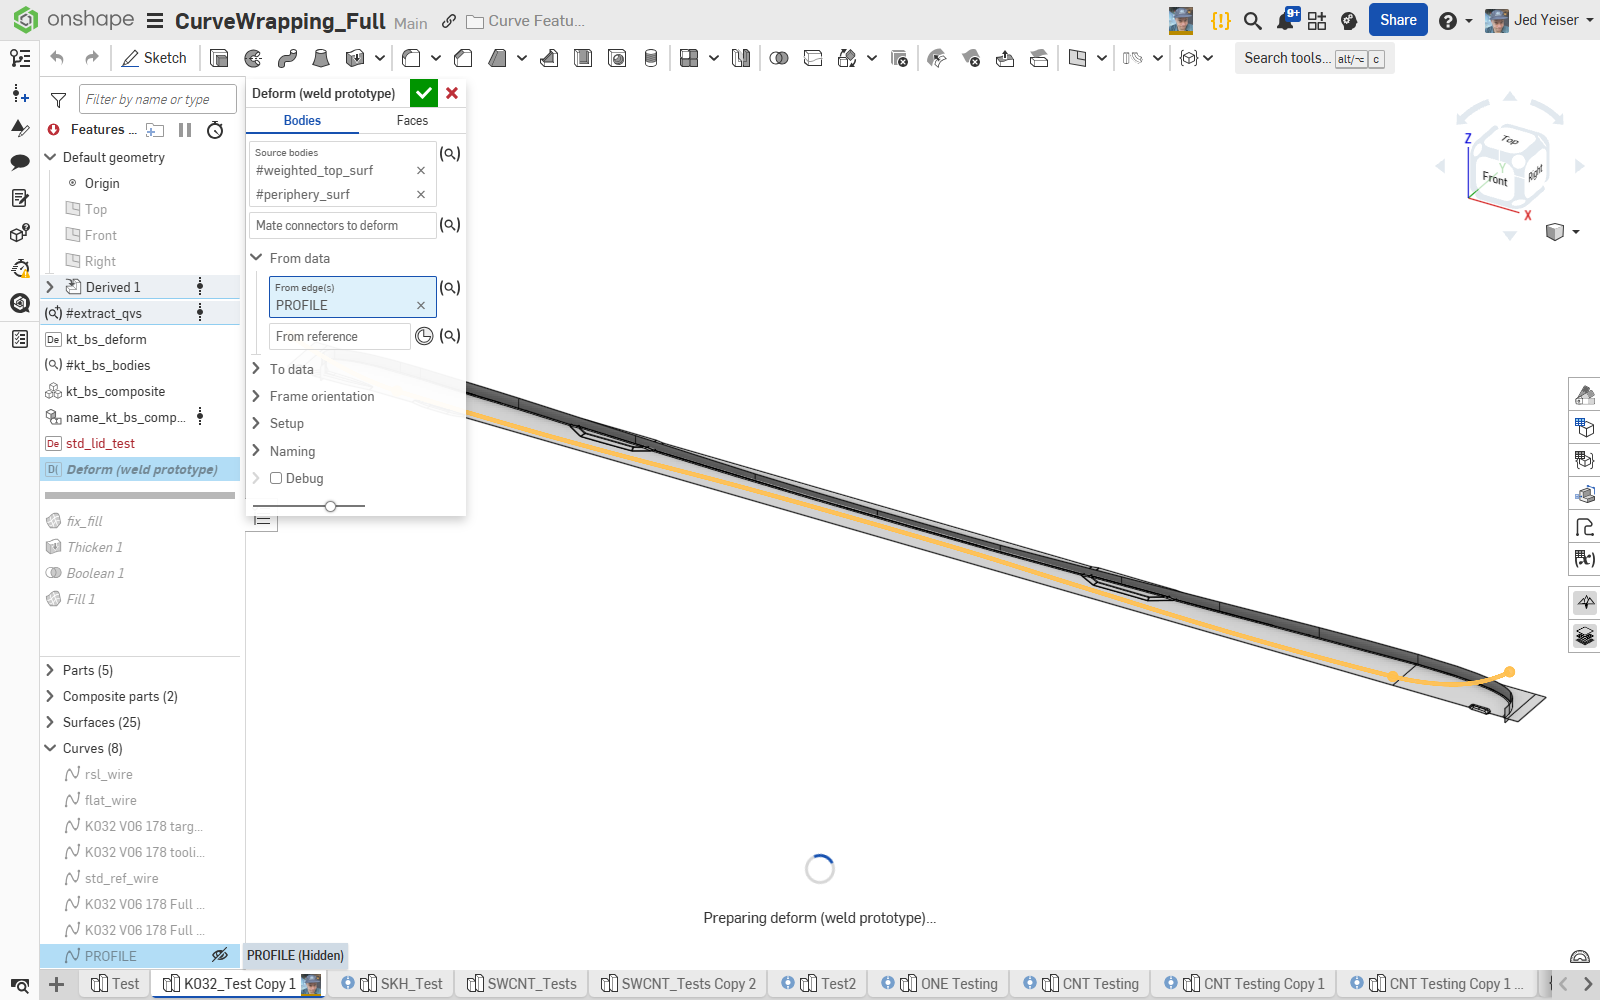 onshape
CurveWrapping_Full Main Curve Featu...
9+
Share
Jed Yeiser
Sketch
Search tools... alt/⌥ c
Filter by name or type
Features ...
Default geometry
Origin
Top
Front
Right
Derived 1
#extract_qvs
De kt_bs_deform
#kt_bs_bodies
kt_bs_composite
name_kt_bs_comp...
De std_lid_test
D( Deform (weld prototype)
fix_fill
Thicken 1
Boolean 1
Fill 1
Parts (5)
Composite parts (2)
Surfaces (25)
Curves (8)
rsl_wire
flat_wire
K032 V06 178 targ...
K032 V06 178 tooli...
std_ref_wire
K032 V06 178 Full ...
K032 V06 178 Full ...
PROFILE
Deform (weld prototype)
Bodies Faces
Source bodies
#weighted_top_surf
#periphery_surf
Mate connectors to deform
From data
From edge(s)
PROFILE
From reference
To data
Frame orientation
Setup
Naming
Debug
Z
Top
Y
Front
Right
X
Preparing deform (weld prototype)...
PROFILE (Hidden)
Test
K032_Test Copy 1
SKH_Test
SWCNT_Tests
SWCNT_Tests Copy 2
Test2
ONE Testing
CNT Testing
CNT Testing Copy 1
CNT Testing Copy 1 ...